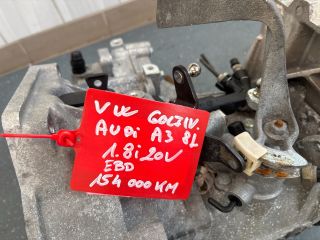 VW GOLF IV.
AUDi A3 8L
1.8i 20V
EBD
154 000 KM